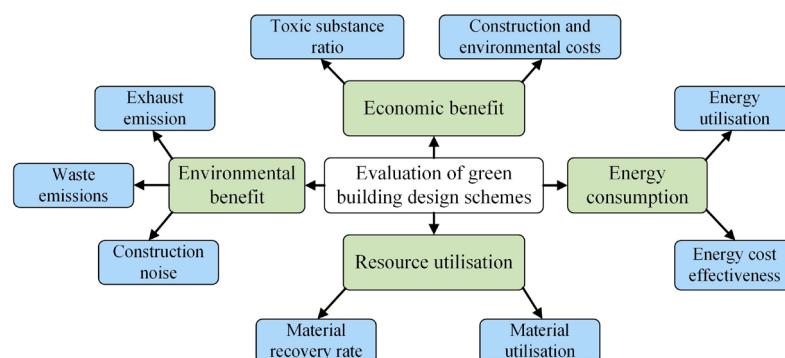 Toxic substance
ratio
Construction and
environmental costs
Exhaust
emission
Economic benefit
Energy
utilisation
Waste
emissions
Environmental
benefit
Evaluation of green
building design schemes
Energy
consumption
Construction
noise
Resource utilisation
Energy cost
effectiveness
Material
recovery rate
Material
utilisation